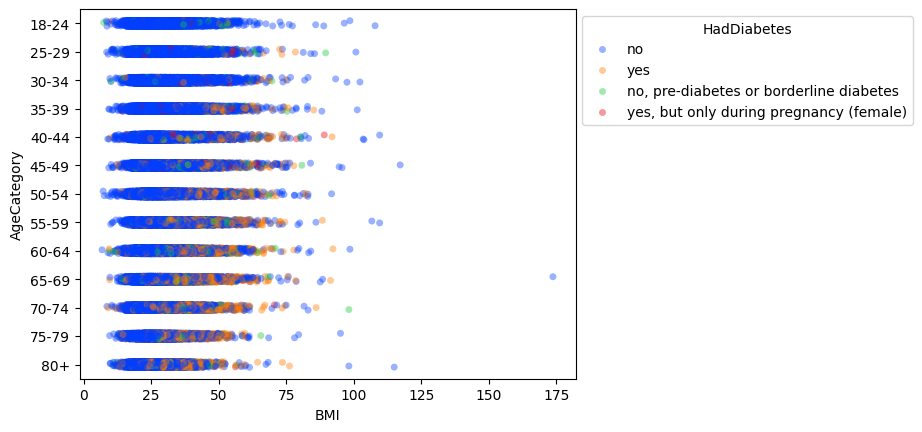 HadDiabetes
no
yes
no, pre-diabetes or borderline diabetes
yes, but only during pregnancy (female)
AgeCategory
18-24
25-29
30-34
35-39
40-44
45-49
50-54
55-59
60-64
65-69
70-74
75-79
80+
0 25 50 75 100 125 150 175
BMI